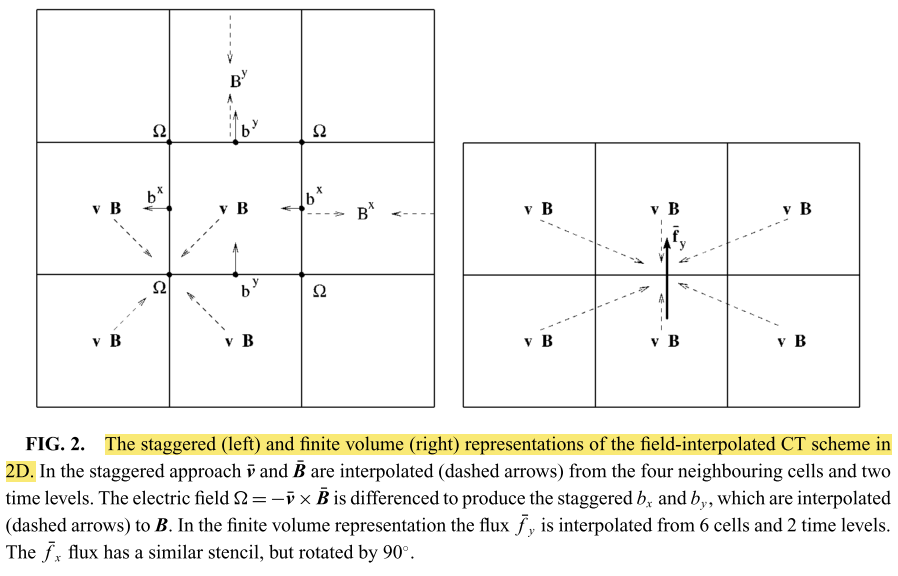 B^y
Ω b^y Ω
v B b^x v B b^x B^x
Ω b^y Ω
v B v B
v B v B v B
f̄_y
v B v B v B
FIG. 2. The staggered (left) and finite volume (right) representations of the field-interpolated CT scheme in
2D. In the staggered approach v̄ and B̄ are interpolated (dashed arrows) from the four neighbouring cells and two
time levels. The electric field Ω = −v̄ × B̄ is differenced to produce the staggered b_x and b_y, which are interpolated
(dashed arrows) to B. In the finite volume representation the flux f̄_y is interpolated from 6 cells and 2 time levels.
The f̄_x flux has a similar stencil, but rotated by 90°.